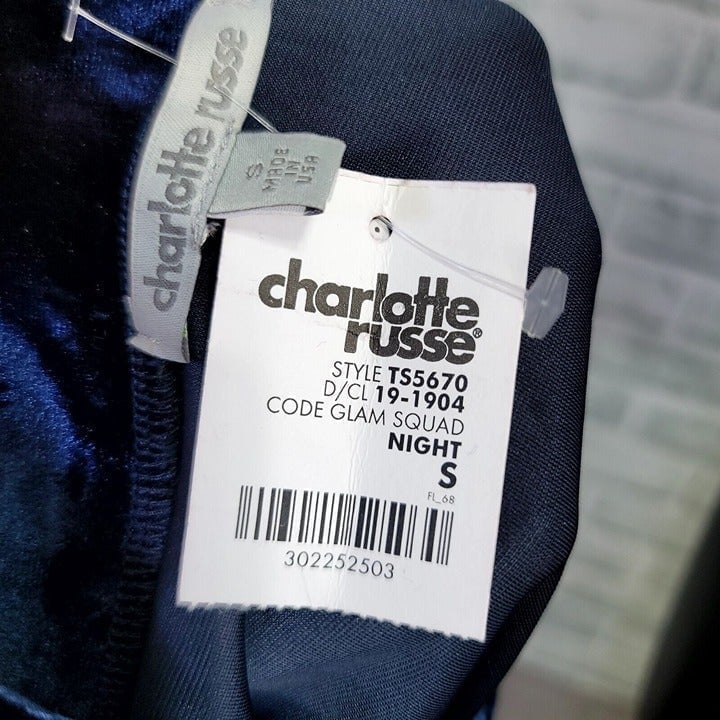 charlotte russe
S
MADE
IN
USA
charlotte
russe®
STYLE TS5670
D/CL 19-1904
CODE GLAM SQUAD
NIGHT
S
FL_68
302252503